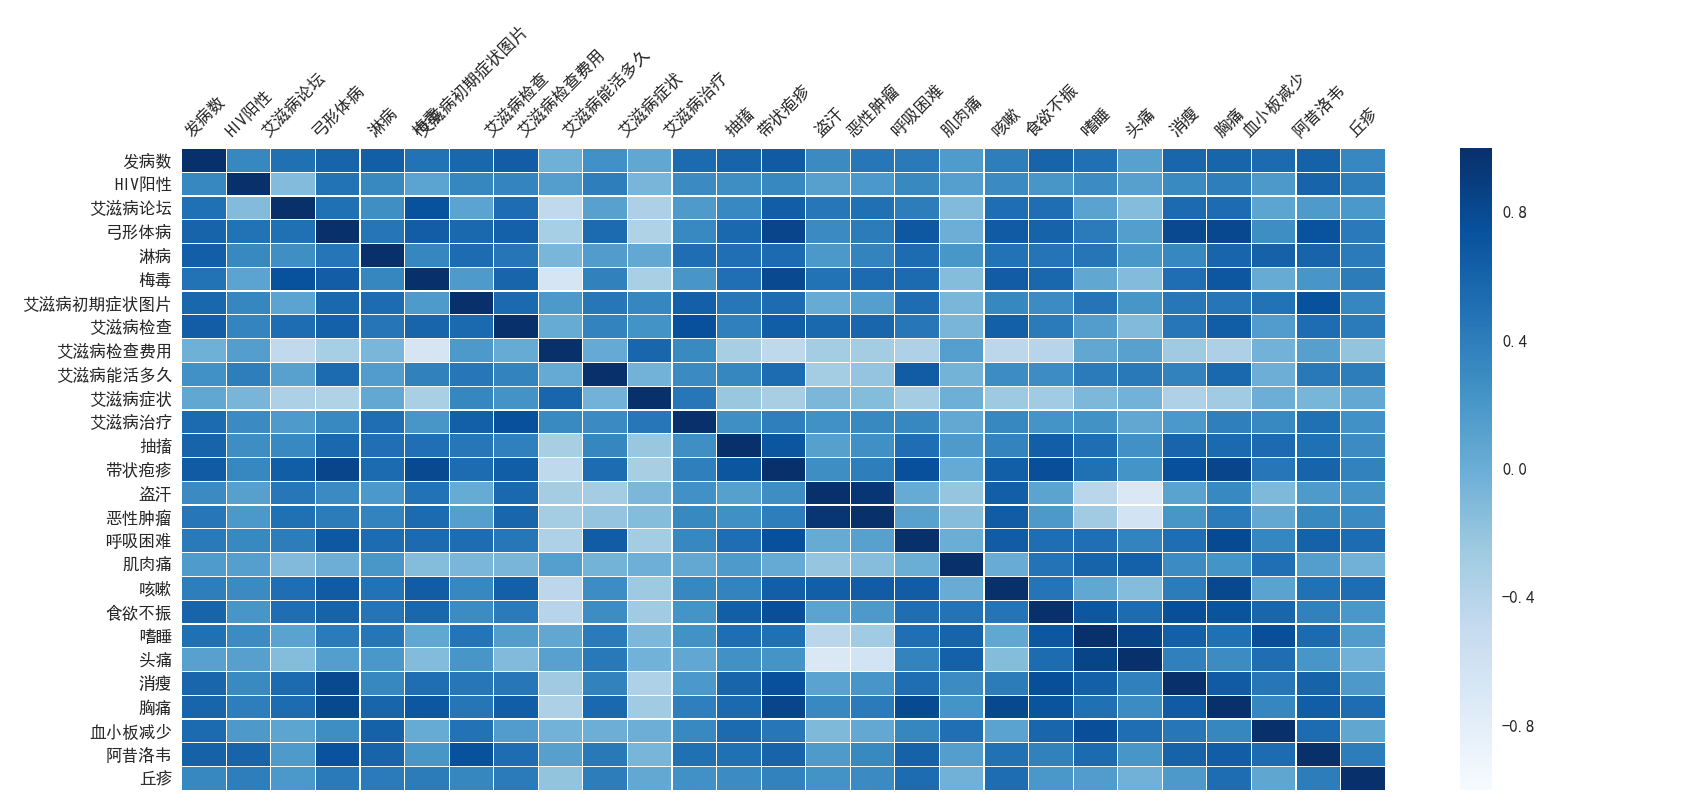 发病数
HIV阳性
艾滋病论坛
弓形体病
淋病
梅毒
艾滋病初期症状图片
艾滋病检查
艾滋病检查费用
艾滋病能活多久
艾滋病症状
艾滋病治疗
抽搐
带状疱疹
盗汗
恶性肿瘤
呼吸困难
肌肉痛
咳嗽
食欲不振
嗜睡
头痛
消瘦
胸痛
血小板减少
阿昔洛韦
丘疹
发病数
HIV阳性
艾滋病论坛
弓形体病
淋病
梅毒
艾滋病初期症状图片
艾滋病检查
艾滋病检查费用
艾滋病能活多久
艾滋病症状
艾滋病治疗
抽搐
带状疱疹
盗汗
恶性肿瘤
呼吸困难
肌肉痛
咳嗽
食欲不振
嗜睡
头痛
消瘦
胸痛
血小板减少
阿昔洛韦
丘疹
0.8
0.4
0.0
−0.4
−0.8